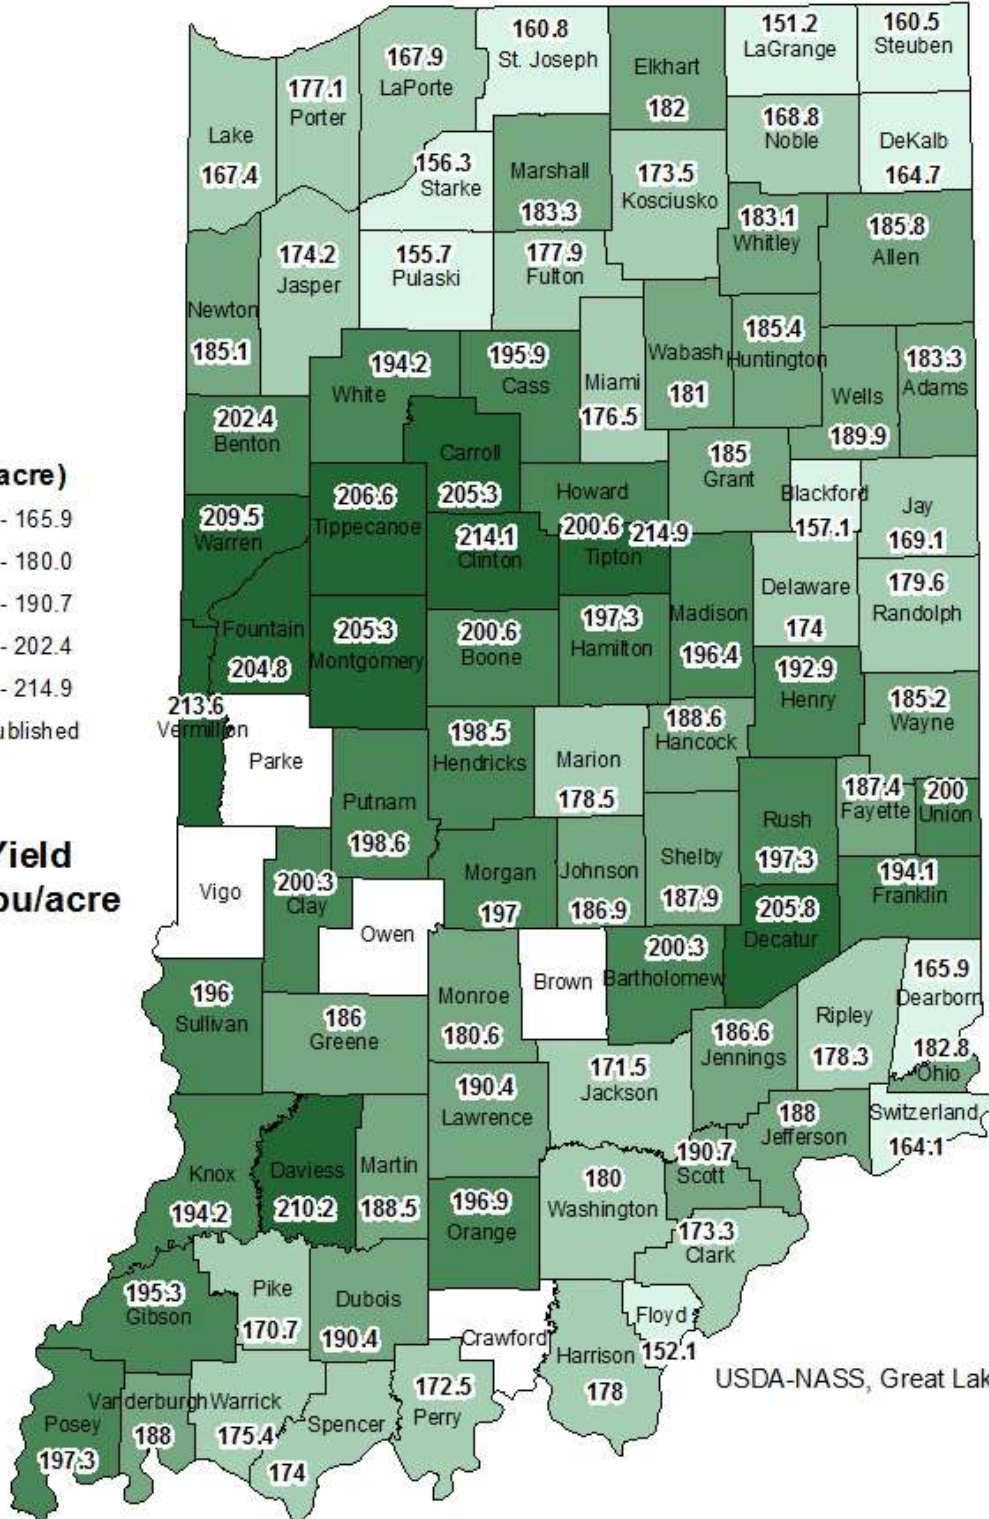 160.8
St. Joseph
151.2
LaGrange
160.5
Steuben
167.9
LaPorte
Elkhart
182
177.1
Porter
168.8
Noble
Lake
167.4
DeKalb
164.7
156.3
Starke
Marshall
183.3
173.5
Kosciusko
183.1
Whitley
185.8
Allen
174.2
Jasper
155.7
Pulaski
177.9
Fulton
Newton
185.1
194.2
White
195.9
Cass
Miami
176.5
Wabash
181
185.4
Huntington
Wells
189.9
183.3
Adams
202.4
Benton
Carroll
205.3
185
Grant
acre)
- 165.9
- 180.0
- 190.7
- 202.4
- 214.9
ublished
209.5
Warren
206.6
Tippecanoe
Howard
200.6
Blackford
157.1
Jay
169.1
214.1
Clinton
214.9
Tipton
Delaware
174
179.6
Randolph
Fountain
204.8
205.3
Montgomery
200.6
Boone
197.3
Hamilton
Madison
196.4
192.9
Henry
185.2
Wayne
213.6
Vermillion
Parke
198.5
Hendricks
Marion
178.5
188.6
Hancock
Putnam
198.6
Rush
197.3
187.4
Fayette
200
Union
Yield
bu/acre
Vigo
200.3
Clay
Owen
Morgan
197
Johnson
186.9
Shelby
187.9
194.1
Franklin
205.8
Decatur
196
Sullivan
186
Greene
Monroe
180.6
Brown
200.3
Bartholomew
165.9
Dearborn
186.6
Jennings
Ripley
178.3
182.8
Ohio
190.4
Lawrence
171.5
Jackson
188
Jefferson
Switzerland
164.1
Knox
194.2
Daviess
210.2
Martin
188.5
196.9
Orange
180
Washington
190.7
Scott
173.3
Clark
195.3
Gibson
Pike
170.7
Dubois
190.4
Crawford
Harrison
178
Floyd
152.1
Posey
197.3
Vanderburgh
188
Warrick
175.4
Spencer
174
172.5
Perry
USDA-NASS, Great Lak